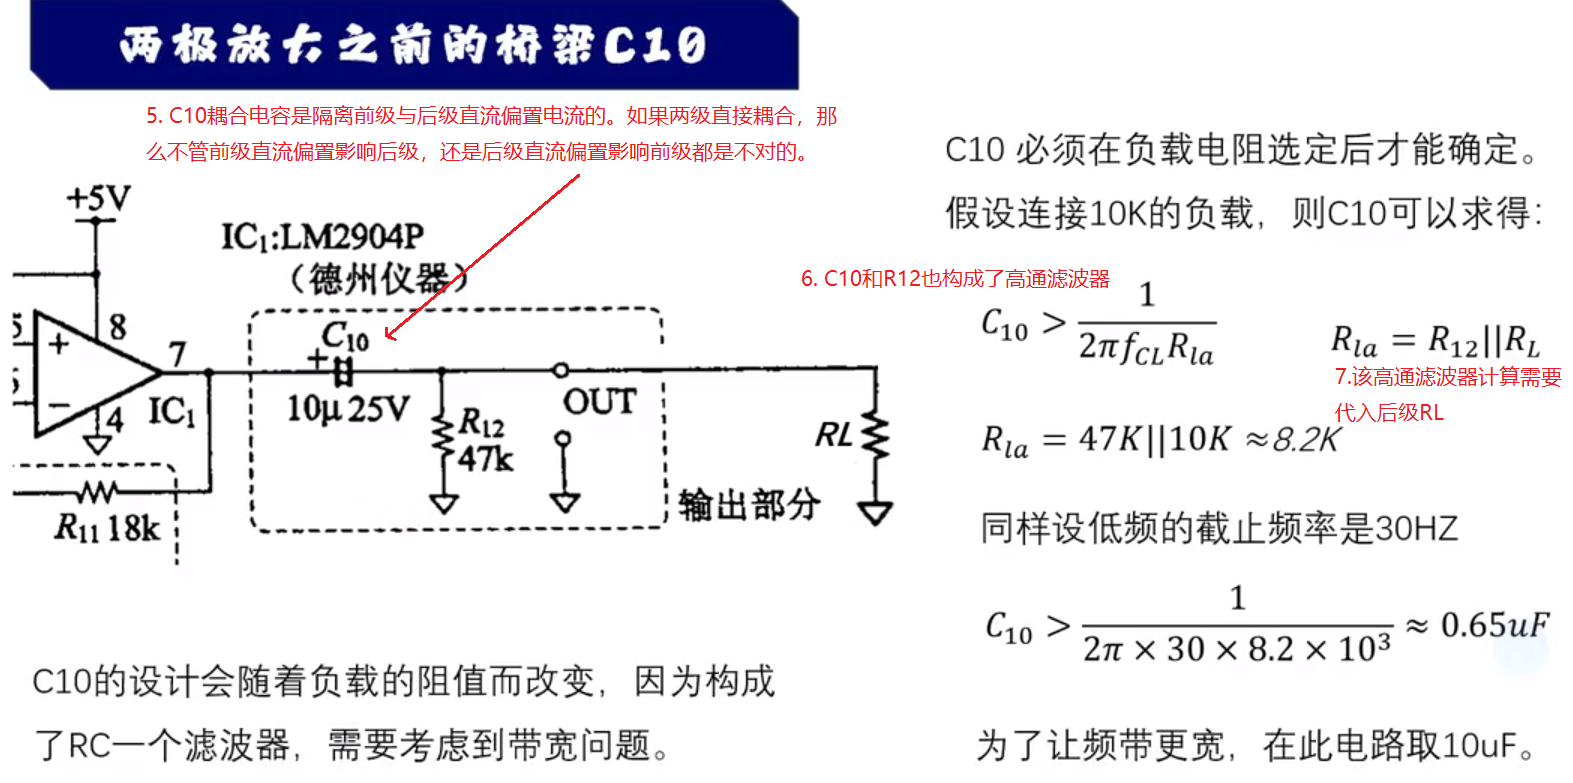 两极放大之前的桥梁C10
5. C10耦合电容是隔离前级与后级直流偏置电流的。如果两级直接耦合，那
么不管前级直流偏置影响后级，还是后级直流偏置影响前级都是不对的。
C10 必须在负载电阻选定后才能确定。
假设连接10K的负载，则C10可以求得：
+5V
IC₁:LM2904P
（德州仪器）
6. C10和R12也构成了高通滤波器
C₁₀ > 1/(2πf_CL R_la)
R_la = R₁₂||R_L
7.该高通滤波器计算需要
代入后级RL
5
+
8
7
C₁₀
+
−
4
IC₁
10μ 25V
OUT
R₁₂
47k
RL
R_la = 47K||10K ≈8.2K
R₁₁ 18k
输出部分
同样设低频的截止频率是30HZ
C₁₀ > 1/(2π × 30 × 8.2 × 10³) ≈ 0.65uF
C10的设计会随着负载的阻值而改变，因为构成
了RC一个滤波器，需要考虑到带宽问题。
为了让频带更宽，在此电路取10uF。